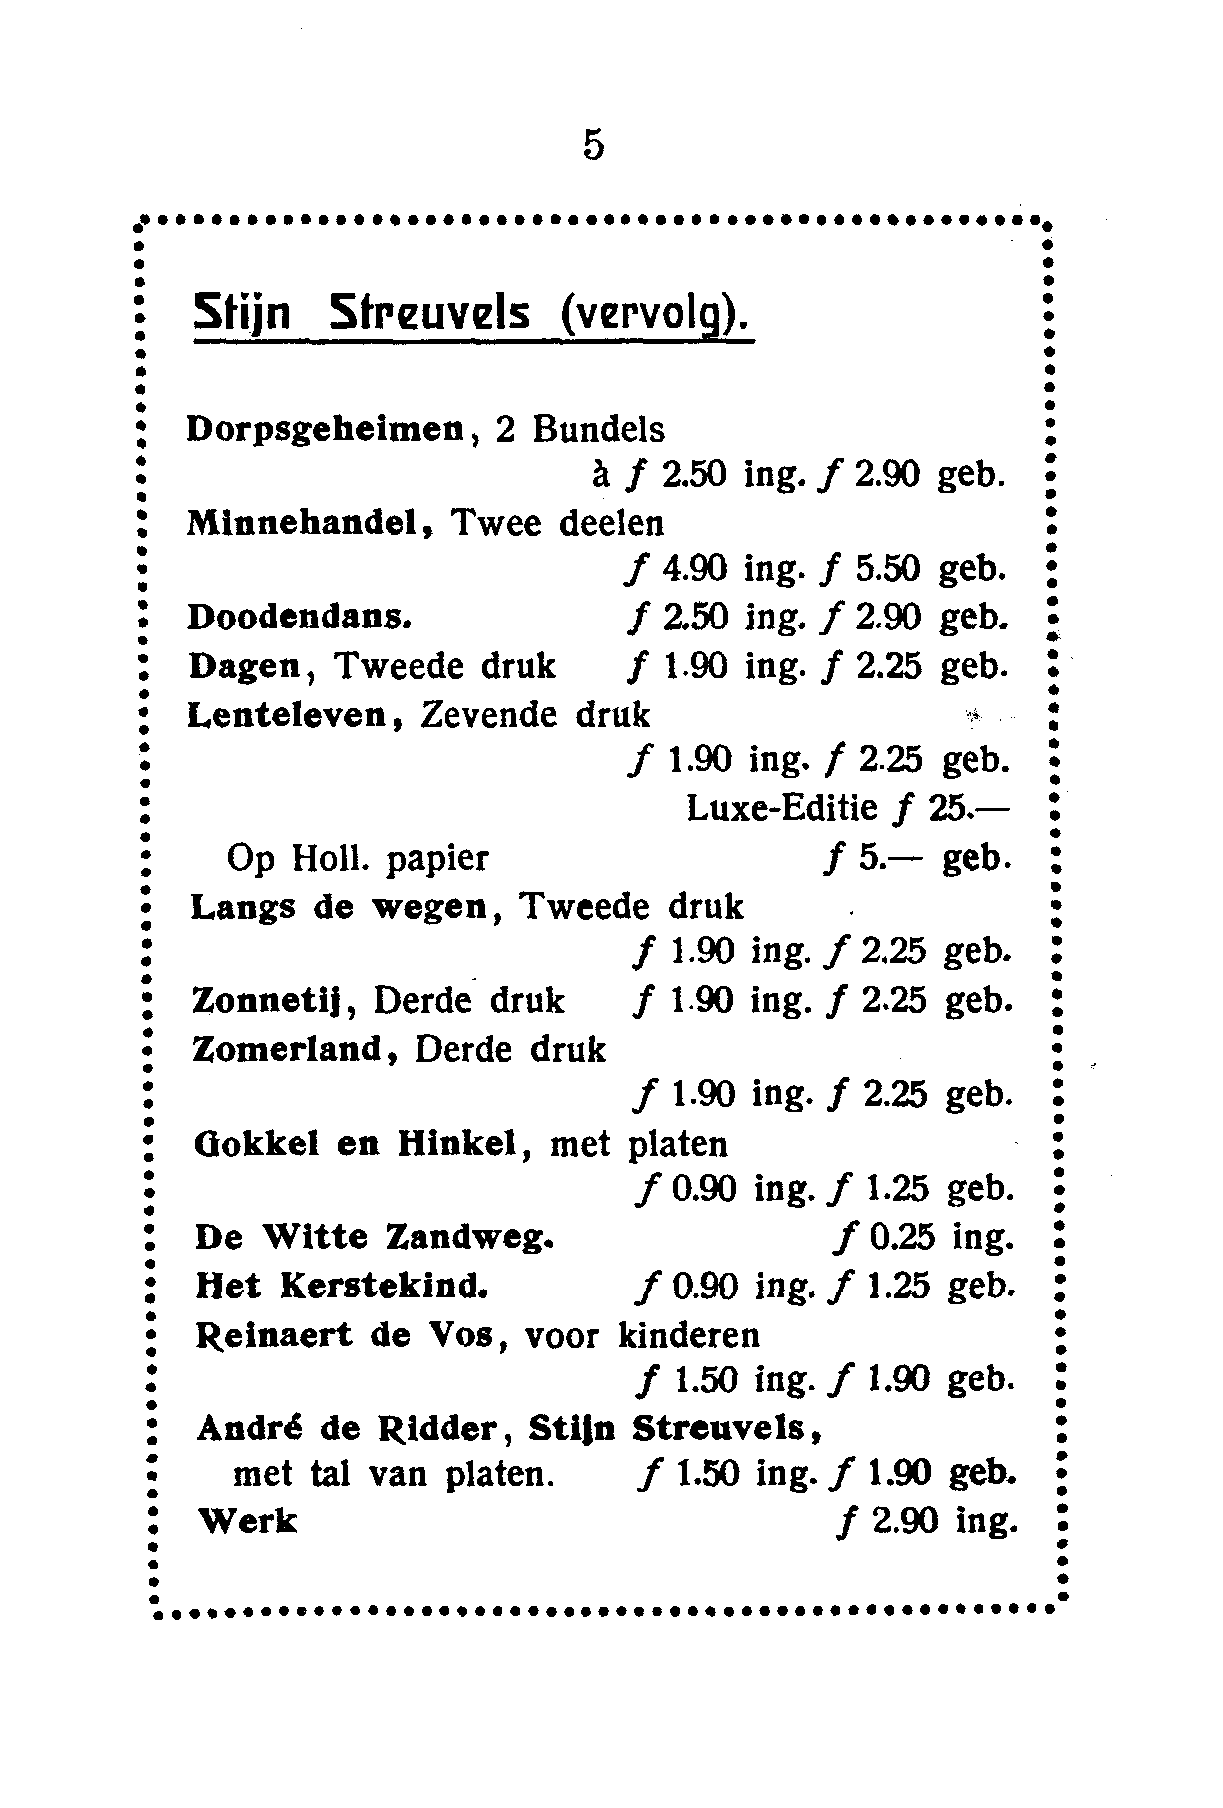 5
Stijn Streuvels (vervolg).
Dorpsgeheimen, 2 Bundels
à f 2.50 ing. f 2.90 geb.
Minnehandel, Twee deelen
f 4.90 ing. f 5.50 geb.
Doodendans. f 2.50 ing. f 2.90 geb.
Dagen, Tweede druk f 1.90 ing. f 2.25 geb.
Lenteleven, Zevende druk
f 1.90 ing. f 2.25 geb.
Luxe-Editie f 25.—
Op Holl. papier f 5.— geb.
Langs de wegen, Tweede druk
f 1.90 ing. f 2.25 geb.
Zonnetij, Derde druk f 1.90 ing. f 2.25 geb.
Zomerland, Derde druk
f 1.90 ing. f 2.25 geb.
Gokkel en Hinkel, met platen
f 0.90 ing. f 1.25 geb.
De Witte Zandweg. f 0.25 ing.
Het Kerstekind. f 0.90 ing. f 1.25 geb.
Reinaert de Vos, voor kinderen
f 1.50 ing. f 1.90 geb.
André de Ridder, Stijn Streuvels,
met tal van platen. f 1.50 ing. f 1.90 geb.
Werk f 2.90 ing.